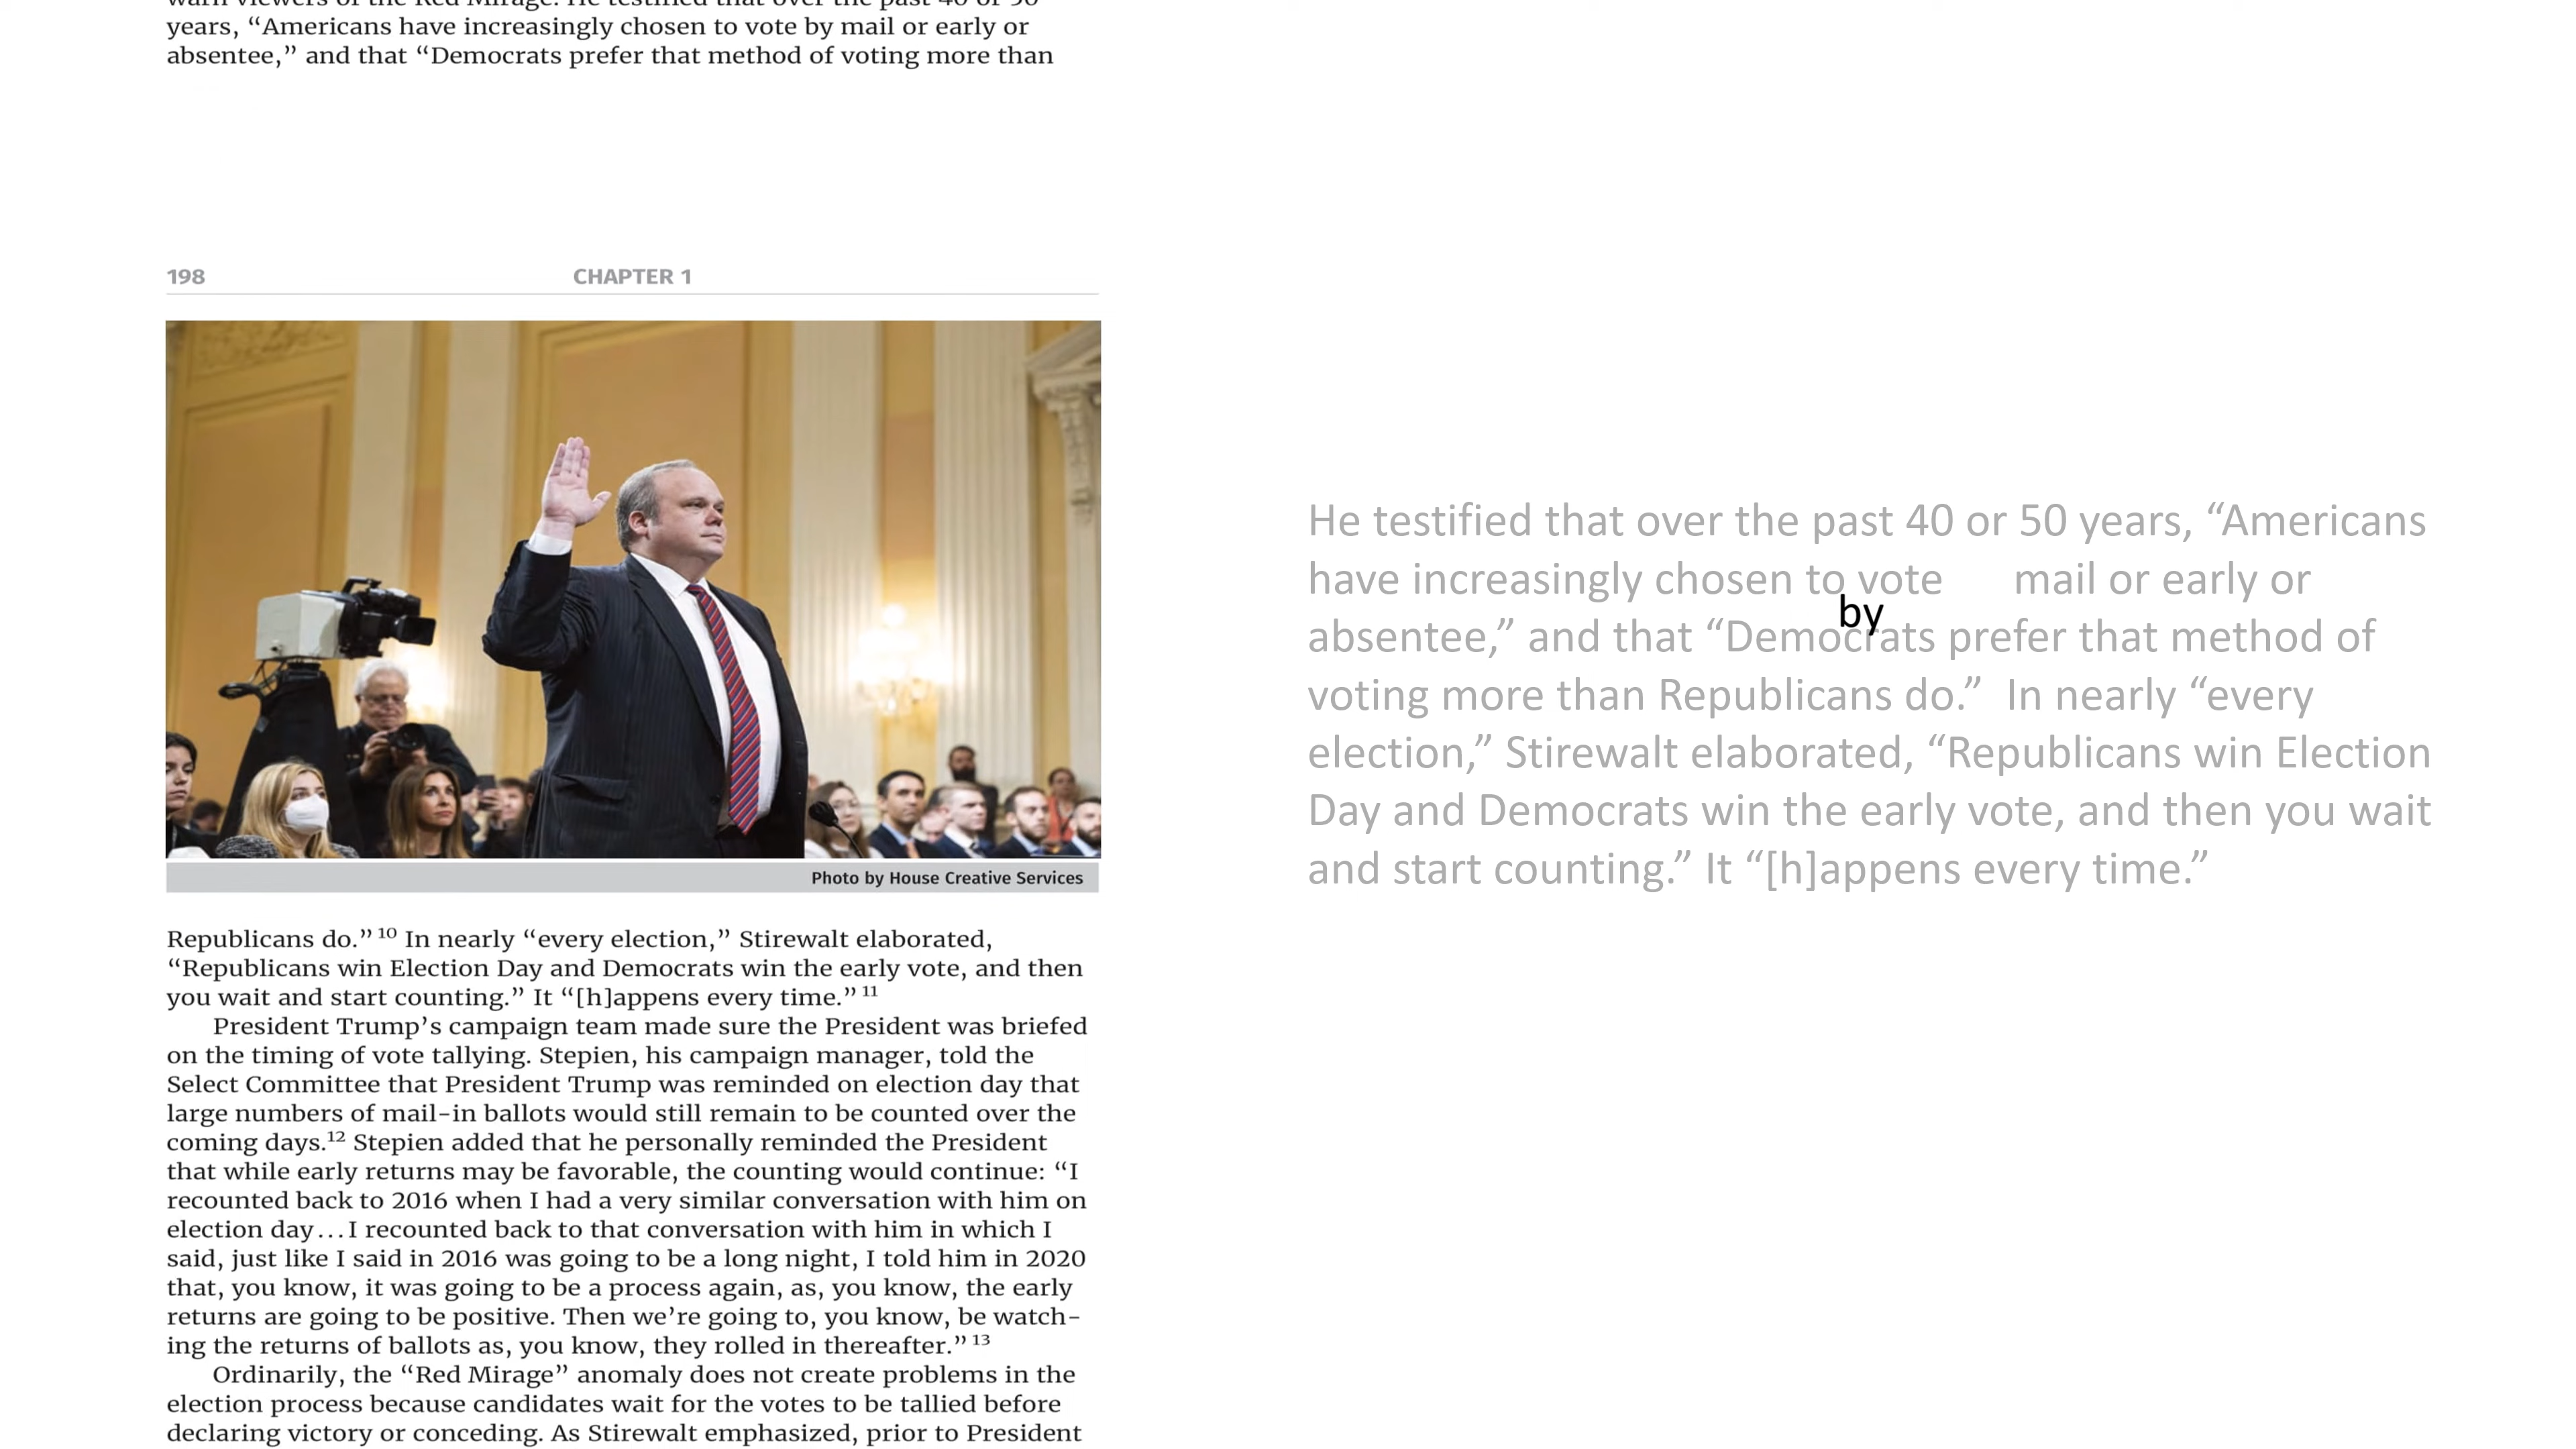 warn viewers of the Red Mirage. He testified that over the past 40 or 50
years, “Americans have increasingly chosen to vote by mail or early or
absentee,” and that “Democrats prefer that method of voting more than
198 CHAPTER 1
Photo by House Creative Services
Republicans do.” 10 In nearly “every election,” Stirewalt elaborated,
“Republicans win Election Day and Democrats win the early vote, and then
you wait and start counting.” It “[h]appens every time.” 11
President Trump’s campaign team made sure the President was briefed
on the timing of vote tallying. Stepien, his campaign manager, told the
Select Committee that President Trump was reminded on election day that
large numbers of mail-in ballots would still remain to be counted over the
coming days.12 Stepien added that he personally reminded the President
that while early returns may be favorable, the counting would continue: “I
recounted back to 2016 when I had a very similar conversation with him on
election day...I recounted back to that conversation with him in which I
said, just like I said in 2016 was going to be a long night, I told him in 2020
that, you know, it was going to be a process again, as, you know, the early
returns are going to be positive. Then we’re going to, you know, be watch-
ing the returns of ballots as, you know, they rolled in thereafter.” 13
Ordinarily, the “Red Mirage” anomaly does not create problems in the
election process because candidates wait for the votes to be tallied before
declaring victory or conceding. As Stirewalt emphasized, prior to President
He testified that over the past 40 or 50 years, “Americans
have increasingly chosen to vote mail or early or
by
absentee,” and that “Democrats prefer that method of
voting more than Republicans do.” In nearly “every
election,” Stirewalt elaborated, “Republicans win Election
Day and Democrats win the early vote, and then you wait
and start counting.” It “[h]appens every time.”